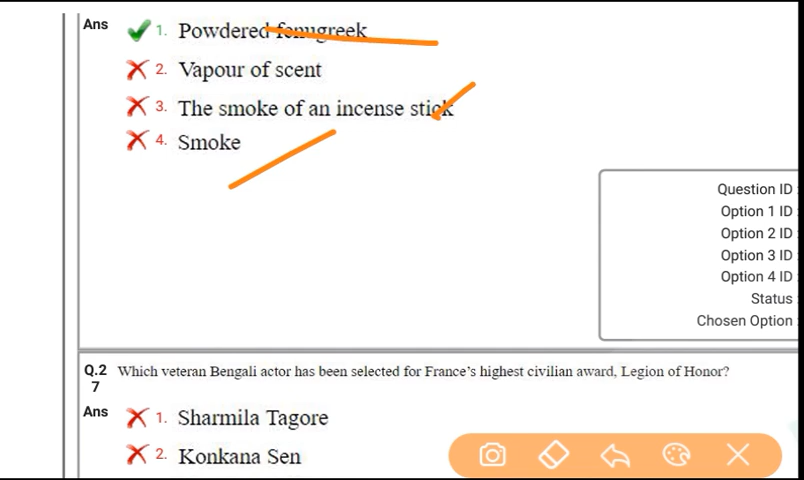 Ans 1. Powdered fenugreek
2. Vapour of scent
3. The smoke of an incense stick
4. Smoke
Question ID :
Option 1 ID :
Option 2 ID :
Option 3 ID :
Option 4 ID :
Status :
Chosen Option :
Q.2 Which veteran Bengali actor has been selected for France's highest civilian award, Legion of Honor?
7
Ans 1. Sharmila Tagore
2. Konkana Sen